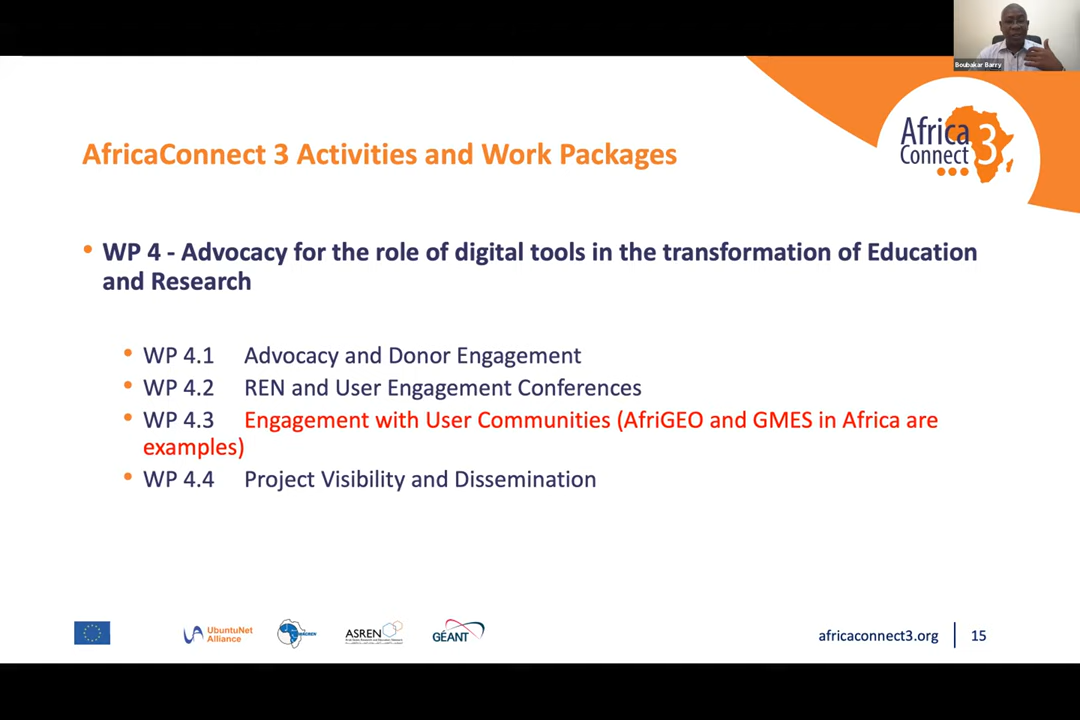 Boubakar Barry
Africa
Connect
3
AfricaConnect 3 Activities and Work Packages
• WP 4 - Advocacy for the role of digital tools in the transformation of Education
and Research
• WP 4.1 Advocacy and Donor Engagement
• WP 4.2 REN and User Engagement Conferences
• WP 4.3 Engagement with User Communities (AfriGEO and GMES in Africa are
examples)
• WP 4.4 Project Visibility and Dissemination
UbuntuNet
Alliance
WACREN
ASREN
GÉANT
africaconnect3.org
15